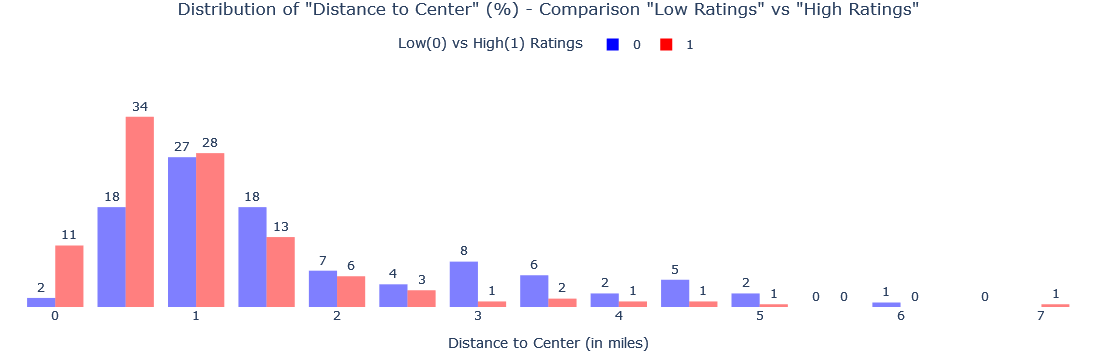 Distribution of "Distance to Center" (%) - Comparison "Low Ratings" vs "High Ratings"
Low(0) vs High(1) Ratings 0 1
2 11 18 34 27 28 18 13 7 6 4 3 8 1 6 2 2 1 5 1 2 1 0 0 1 0 0 1
0 1 2 3 4 5 6 7
Distance to Center (in miles)